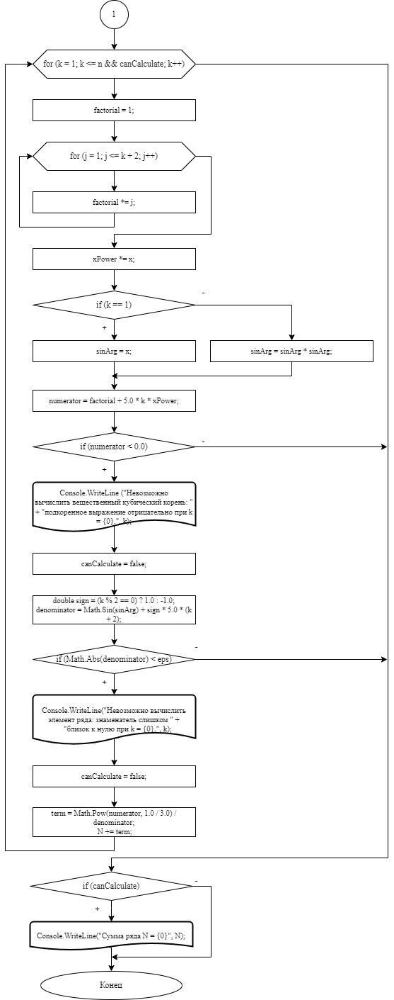 1
for (k = 1; k <= n && canCalculate; k++)
factorial = 1;
for (j = 1; j <= k + 2; j++)
factorial *= j;
xPower *= x;
-
if (k == 1)
+
sinArg = x;
sinArg = sinArg * sinArg;
numerator = factorial + 5.0 * k * xPower;
-
if (numerator < 0.0)
+
Console.WriteLine ("Невозможно
вычислить вещественный кубический корень: "
+ "подкоренное выражение отрицательно при k
= {0}.", k);
canCalculate = false;
double sign = (k % 2 == 0) ? 1.0 : -1.0;
denominator = Math.Sin(sinArg) + sign * 5.0 * (k
+ 2);
-
if (Math.Abs(denominator) < eps)
+
Console.WriteLine("Невозможно вычислить
элемент ряда: знаменатель слишком " +
"близок к нулю при k = {0}.", k);
canCalculate = false;
term = Math.Pow(numerator, 1.0 / 3.0) /
denominator;
N += term;
-
if (canCalculate)
+
Console.WriteLine("Сумма ряда N = {0}", N);
Конец